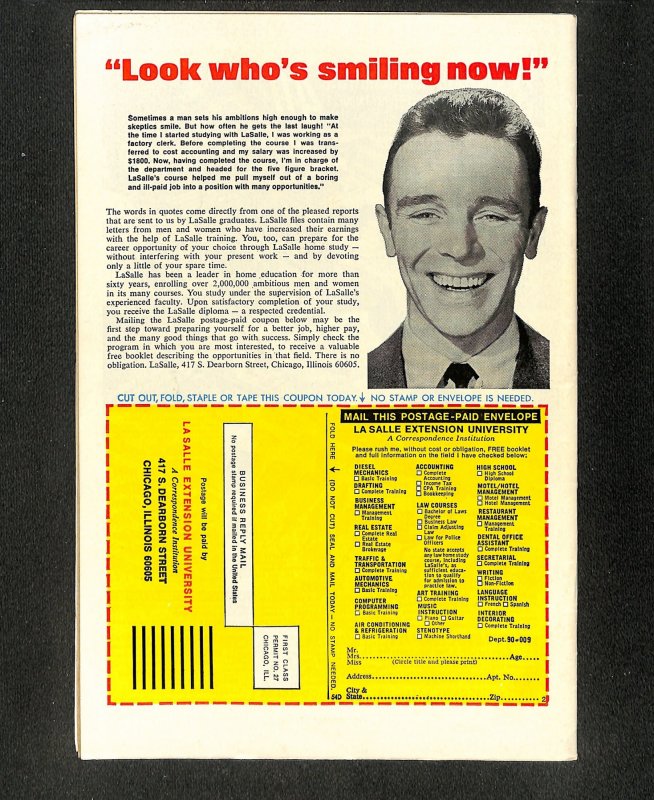 “Look who’s smiling now!”
Sometimes a man sets his ambitions high enough to make
skeptics smile. But how often he gets the last laugh! “At
the time I started studying with LaSalle, I was working as a
factory clerk. Before completing the course I was trans-
ferred to cost accounting and my salary was increased by
$1800. Now, having completed the course, I’m in charge of
the department and headed for the five figure bracket.
LaSalle’s course helped me pull myself out of a boring
and ill-paid job into a position with many opportunities.”
The words in quotes come directly from one of the pleased reports
that are sent to us by LaSalle graduates. LaSalle files contain many
letters from men and women who have increased their earnings
with the help of LaSalle training. You, too, can prepare for the
career opportunity of your choice through LaSalle home study —
without interfering with your present work — and by devoting
only a little of your spare time.
LaSalle has been a leader in home education for more than
sixty years, enrolling over 2,000,000 ambitious men and women
in its many courses. You study under the supervision of LaSalle’s
experienced faculty. Upon satisfactory completion of your study,
you receive the LaSalle diploma — a respected credential.
Mailing the LaSalle postage-paid coupon below may be the
first step toward preparing yourself for a better job, higher pay,
and the many good things that go with success. Simply check the
program in which you are most interested, to receive a valuable
free booklet describing the opportunities in that field. There is no
obligation. LaSalle, 417 S. Dearborn Street, Chicago, Illinois 60605.
CUT OUT, FOLD, STAPLE OR TAPE THIS COUPON TODAY. ↓ NO STAMP OR ENVELOPE IS NEEDED.
BUSINESS REPLY MAIL
No postage stamp required if mailed in the United States
FIRST CLASS
PERMIT NO. 27
CHICAGO, ILL.
Postage will be paid by
LA SALLE EXTENSION UNIVERSITY
A Correspondence Institution
417 S. DEARBORN STREET
CHICAGO, ILLINOIS 60605
FOLD HERE → (DO NOT CUT) SEAL AND MAIL TODAY—NO STAMP NEEDED.
54D
MAIL THIS POSTAGE-PAID ENVELOPE
LA SALLE EXTENSION UNIVERSITY
A Correspondence Institution
Please rush me, without cost or obligation, FREE booklet
and full information on the field I have checked below:
DIESEL
MECHANICS
☐ Basic Training
DRAFTING
☐ Complete Training
BUSINESS
MANAGEMENT
☐ Management
Training
REAL ESTATE
☐ Complete Real
Estate
☐ Real Estate
Brokerage
TRAFFIC &
TRANSPORTATION
☐ Complete Training
AUTOMOTIVE
MECHANICS
☐ Basic Training
COMPUTER
PROGRAMMING
☐ Basic Training
AIR CONDITIONING
& REFRIGERATION
☐ Basic Training
ACCOUNTING
☐ Complete
Accounting
☐ Income Tax
☐ CPA Training
☐ Bookkeeping
LAW COURSES
☐ Bachelor of Laws
Degree
☐ Business Law
☐ Claim Adjusting
Law
☐ Law for Police
Officers
No state accepts
any law home study
course, including
LaSalle’s, as
sufficient educa-
tion to qualify
for admission to
practice law.
ART TRAINING
☐ Complete Training
MUSIC
INSTRUCTION
☐ Piano ☐ Guitar
☐ Other
STENOTYPE
☐ Machine Shorthand
HIGH SCHOOL
☐ High School
Diploma
MOTEL/HOTEL
MANAGEMENT
☐ Motel Management
☐ Hotel Management
RESTAURANT
MANAGEMENT
☐ Management
Training
DENTAL OFFICE
ASSISTANT
☐ Complete Training
SECRETARIAL
☐ Complete Training
WRITING
☐ Fiction
☐ Non-Fiction
LANGUAGE
INSTRUCTION
☐ French ☐ Spanish
INTERIOR
DECORATING
☐ Complete Training
Dept. 90-009
Mr.
Mrs. Age
Miss (Circle title and please print)
Address Apt. No.
City &
State Zip 2